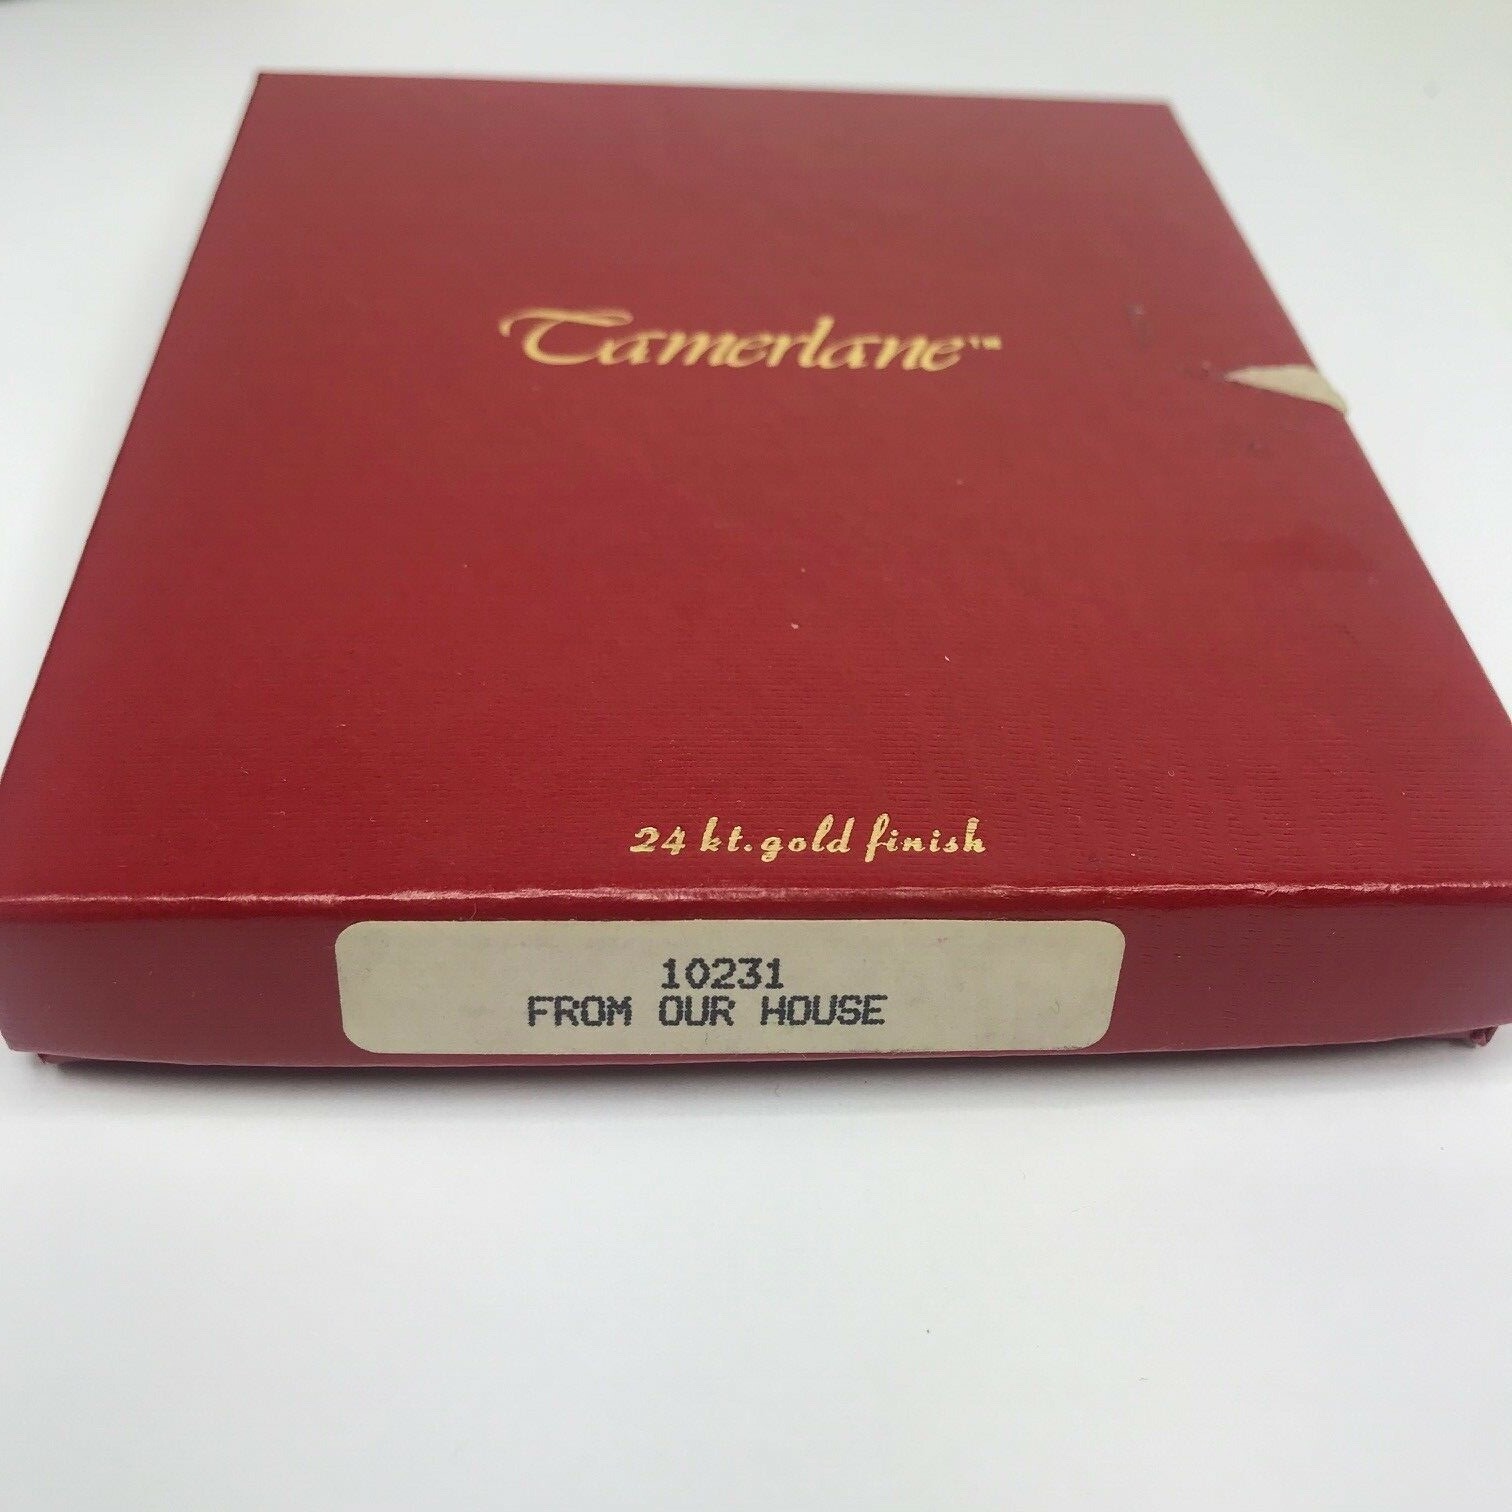 Tamerlane™
24 kt. gold finish
10231
FROM OUR HOUSE